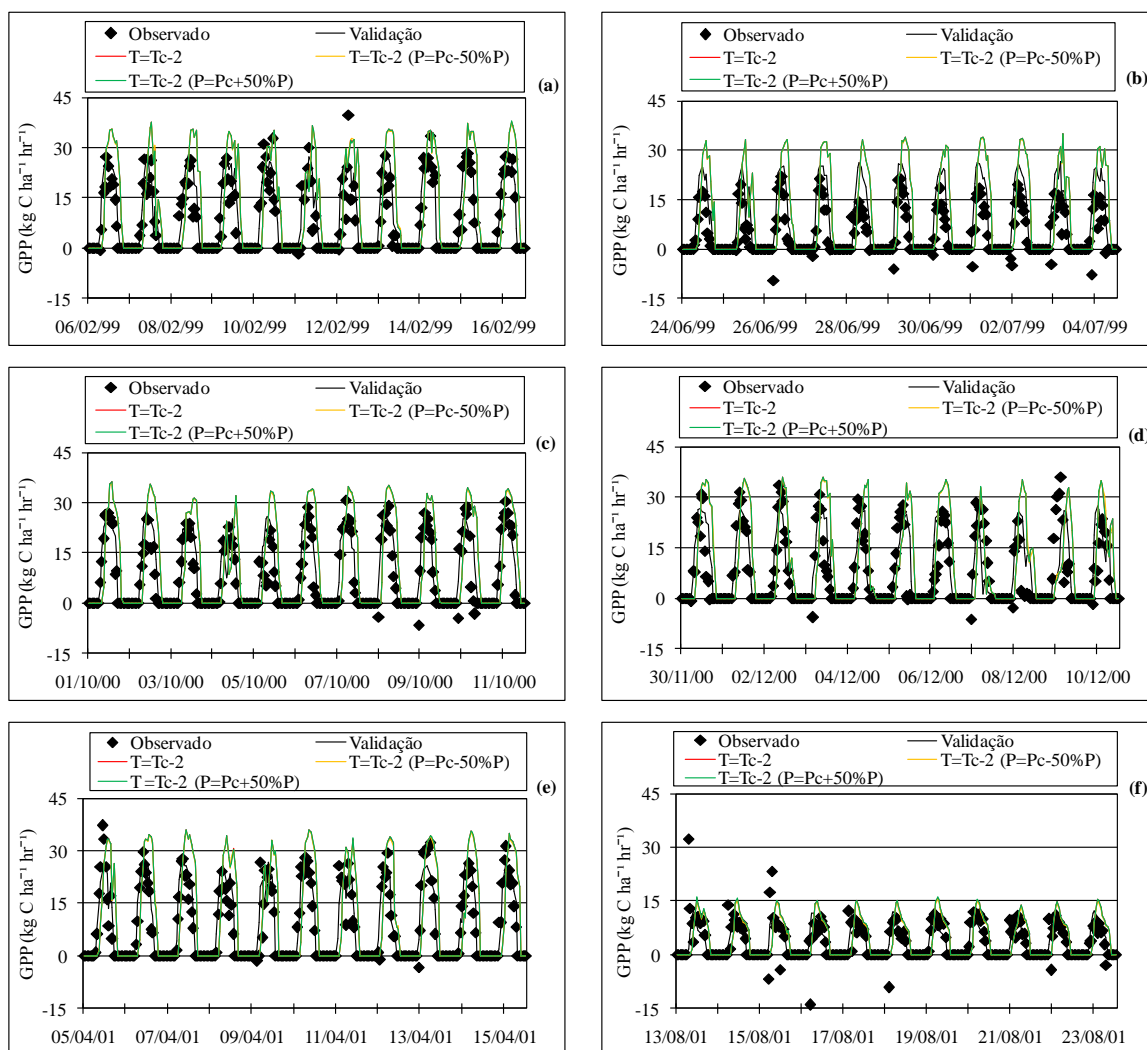 Observado Validação
T=Tc-2 T=Tc-2 (P=Pc-50%P)
T=Tc-2 (P=Pc+50%P)
(a)
GPP (kg C ha⁻¹ hr⁻¹)
45
30
15
0
-15
06/02/99 08/02/99 10/02/99 12/02/99 14/02/99 16/02/99
Observado Validação
T=Tc-2 T=Tc-2 (P=Pc-50%P)
T=Tc-2 (P=Pc+50%P)
(b)
GPP (kg C ha⁻¹ hr⁻¹)
45
30
15
0
-15
24/06/99 26/06/99 28/06/99 30/06/99 02/07/99 04/07/99
Observado Validação
T=Tc-2 T=Tc-2 (P=Pc-50%P)
T=Tc-2 (P=Pc+50%P)
(c)
GPP (kg C ha⁻¹ hr⁻¹)
45
30
15
0
-15
01/10/00 03/10/00 05/10/00 07/10/00 09/10/00 11/10/00
Observado Validação
T=Tc-2 T=Tc-2 (P=Pc-50%P)
T=Tc-2 (P=Pc+50%P)
(d)
GPP (kg C ha⁻¹ hr⁻¹)
45
30
15
0
-15
30/11/00 02/12/00 04/12/00 06/12/00 08/12/00 10/12/00
Observado Validação
T=Tc-2 T=Tc-2 (P=Pc-50%P)
T=Tc-2 (P=Pc+50%P)
(e)
GPP (kg C ha⁻¹ hr⁻¹)
45
30
15
0
-15
05/04/01 07/04/01 09/04/01 11/04/01 13/04/01 15/04/01
Observado Validação
T=Tc-2 T=Tc-2 (P=Pc-50%P)
T=Tc-2 (P=Pc+50%P)
(f)
GPP (kg C ha⁻¹ hr⁻¹)
45
30
15
0
-15
13/08/01 15/08/01 17/08/01 19/08/01 21/08/01 23/08/01